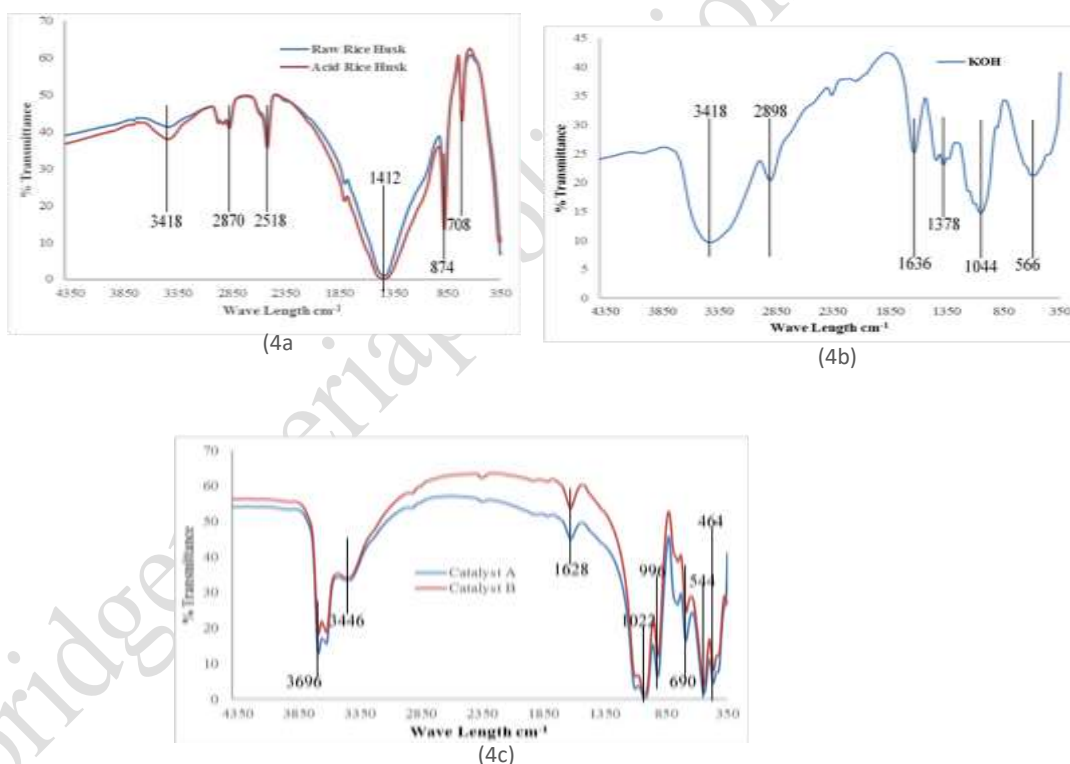 70
60
50
40
30
20
10
0
% Transmittance
Raw Rice Husk
Acid Rice Husk
3418
2870
2518
1412
874
708
4350 3850 3350 2850 2350 1850 1350 850 350
Wave Length cm-1
(4a
45
40
35
30
25
20
15
10
5
0
% Transmittance
KOH
3418
2898
1636
1378
1044
566
4350 3850 3350 2850 2350 1850 1350 850 350
Wave Length cm-1
(4b)
70
60
50
40
30
20
10
0
% Transmittance
Catalyst A
Catalyst B
3696
3446
1628
1022
996
690
544
464
4350 3850 3350 2850 2350 1850 1350 850 350
Wave Length cm-1
(4c)